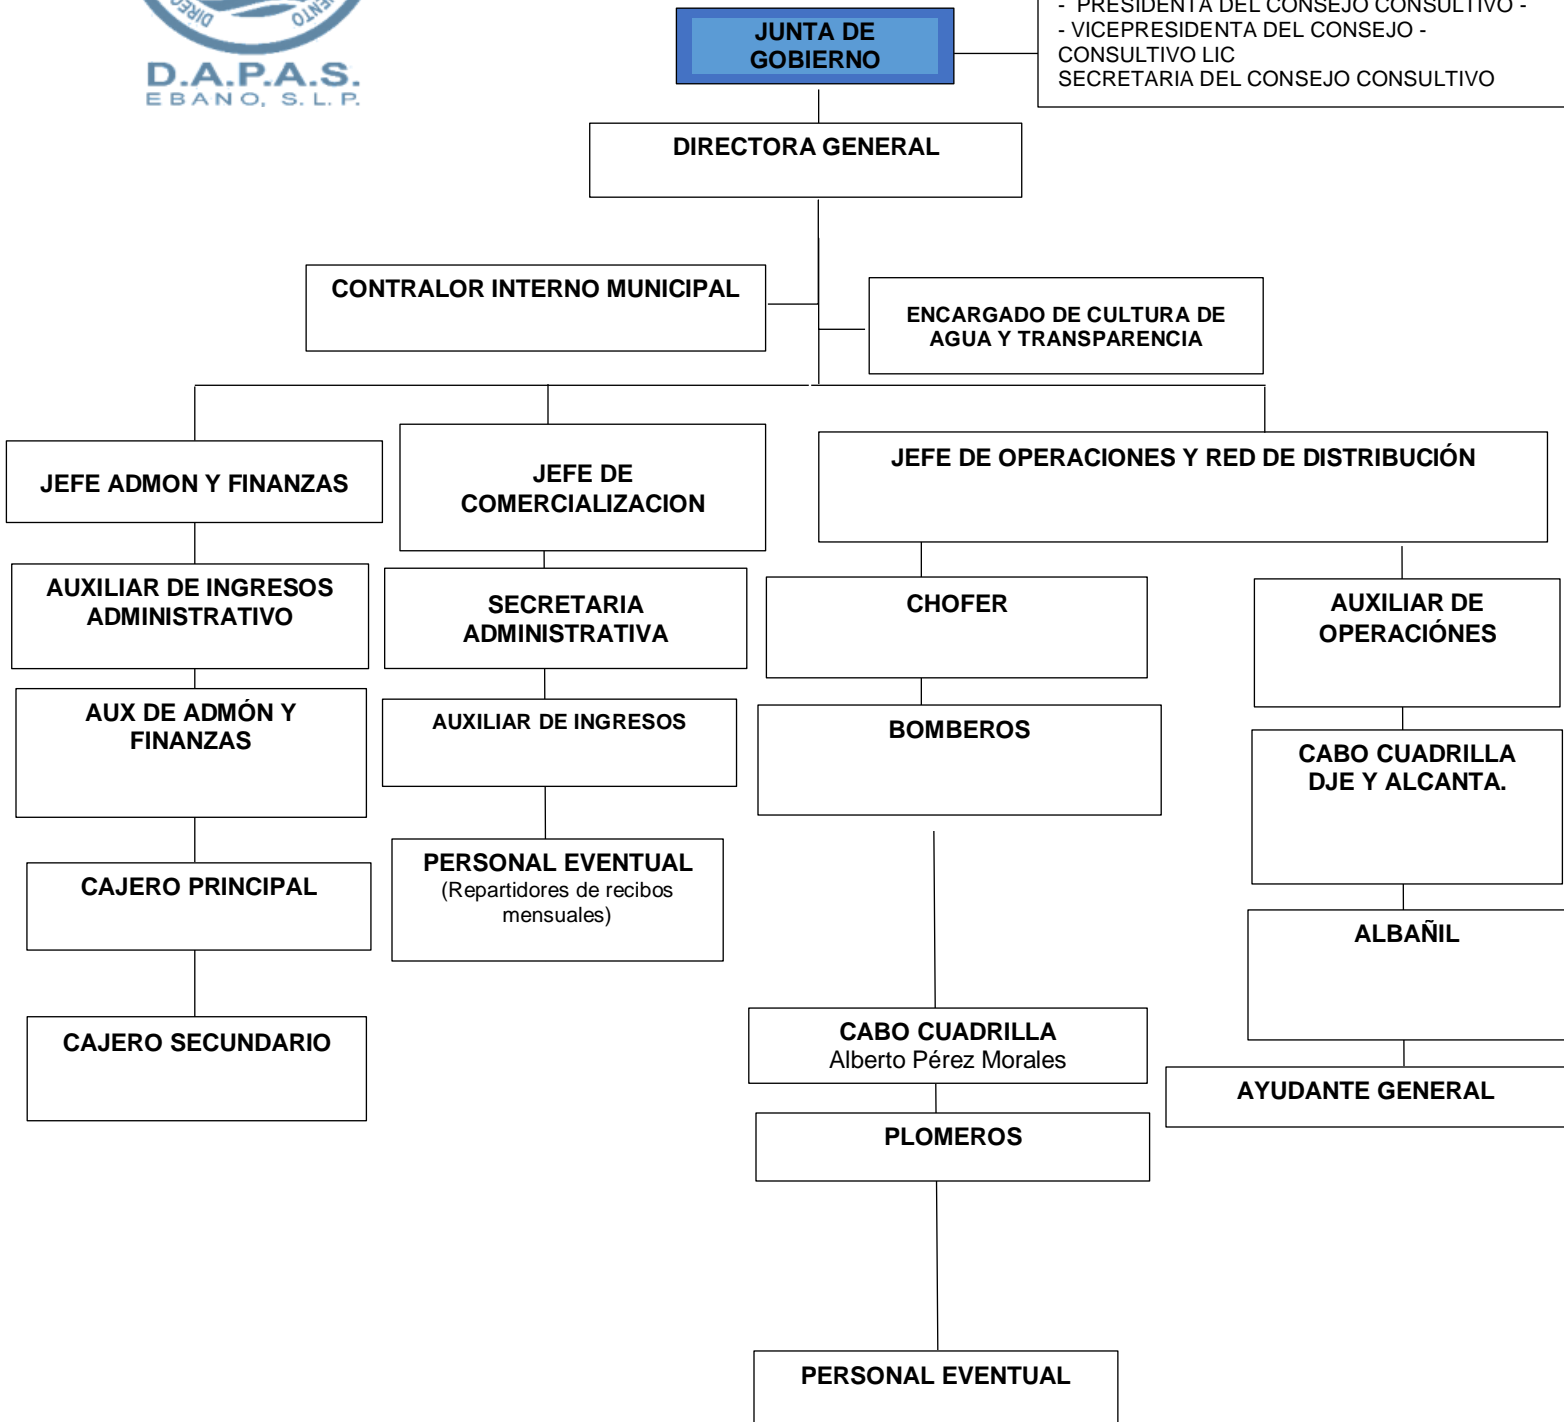 D.A.P.A.S.
EBANO, S.L.P.
- PRESIDENTA DEL CONSEJO CONSULTIVO -
- VICEPRESIDENTA DEL CONSEJO -
CONSULTIVO LIC
SECRETARIA DEL CONSEJO CONSULTIVO
JUNTA DE
GOBIERNO
DIRECTORA GENERAL
CONTRALOR INTERNO MUNICIPAL
ENCARGADO DE CULTURA DE
AGUA Y TRANSPARENCIA
JEFE ADMON Y FINANZAS
JEFE DE
COMERCIALIZACION
JEFE DE OPERACIONES Y RED DE DISTRIBUCIÓN
AUXILIAR DE INGRESOS
ADMINISTRATIVO
SECRETARIA
ADMINISTRATIVA
CHOFER
AUXILIAR DE
OPERACIÓNES
AUX DE ADMÓN Y
FINANZAS
AUXILIAR DE INGRESOS
BOMBEROS
CABO CUADRILLA
DJE Y ALCANTA.
CAJERO PRINCIPAL
PERSONAL EVENTUAL
(Repartidores de recibos
mensuales)
ALBAÑIL
CAJERO SECUNDARIO
CABO CUADRILLA
Alberto Pérez Morales
AYUDANTE GENERAL
PLOMEROS
PERSONAL EVENTUAL